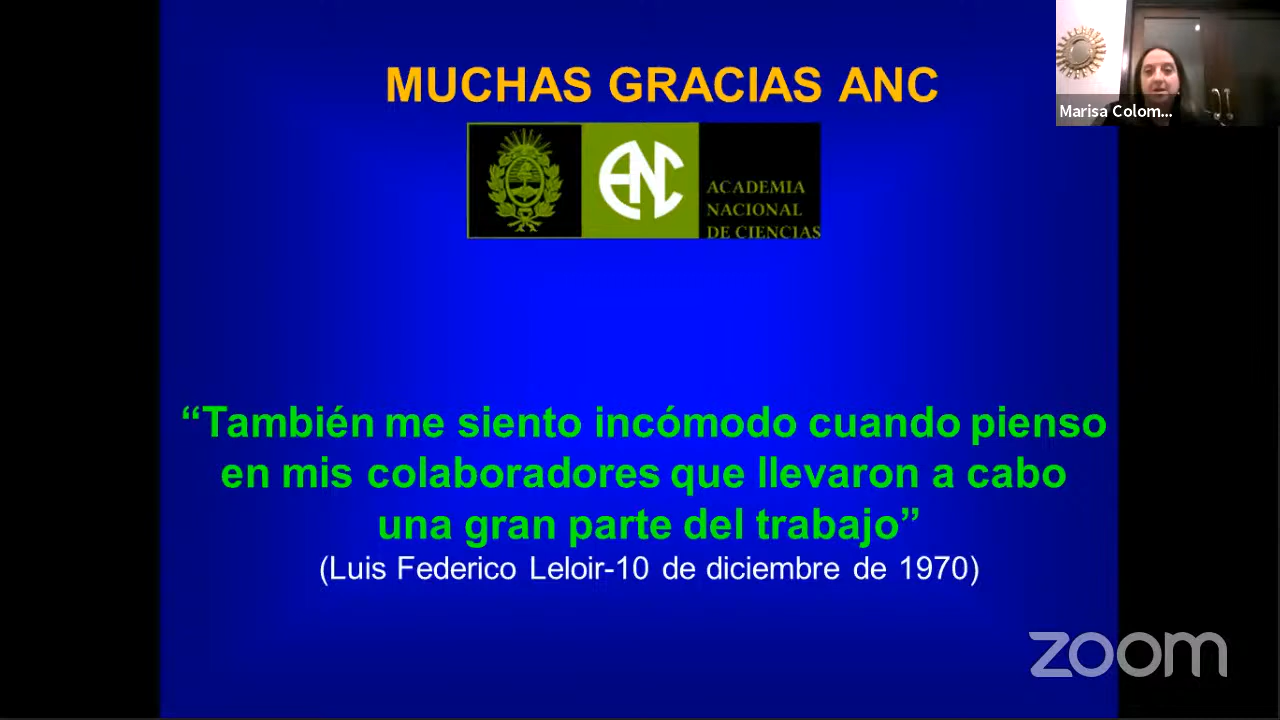 MUCHAS GRACIAS ANC
ANC
ACADEMIA
NACIONAL
DE CIENCIAS
Marisa Colom...
“También me siento incómodo cuando pienso
en mis colaboradores que llevaron a cabo
una gran parte del trabajo”
(Luis Federico Leloir-10 de diciembre de 1970)
zoom